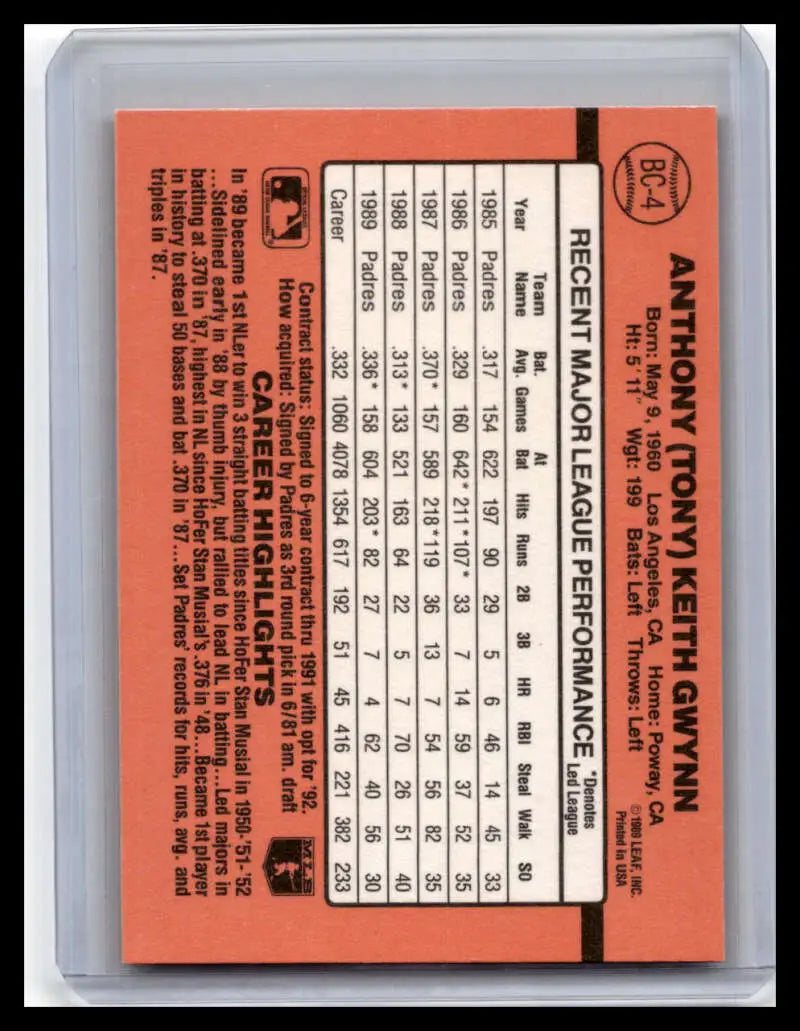 BC-4
ANTHONY (TONY) KEITH GWYNN
Born: May 9, 1960 Los Angeles, CA Home: Poway, CA
Ht: 5' 11" Wgt: 199 Bats: Left Throws: Left
©1989 LEAF, INC.
Printed in USA
RECENT MAJOR LEAGUE PERFORMANCE
*Denotes
Led League
Year Team Name Bat. Avg. Games At Bat Hits Runs 2B 3B HR RBI Steal Walk SO
1985 Padres .317 154 622 197 90 29 5 6 46 14 45 33
1986 Padres .329 160 642* 211* 107* 33 7 14 59 37 52 35
1987 Padres .370* 157 589 218* 119 36 13 7 54 56 82 35
1988 Padres .313* 133 521 163 64 22 5 7 70 26 51 40
1989 Padres .336* 158 604 203* 82 27 7 4 62 40 56 30
Career .332 1060 4078 1354 617 192 51 45 416 221 382 233
Contract status: Signed to 6-year contract thru 1991 with opt for '92.
How acquired: Signed by Padres as 3rd round pick in 6/81 am. draft
MLB
CAREER HIGHLIGHTS
In '89 became 1st NLer to win 3 straight batting titles since HoFer Stan Musial in 1950-'51-'52
...Sidelined early in '88 by thumb injury, but rallied to lead NL in batting...Led majors in
batting at .370 in '87, highest in NL since HoFer Stan Musial's .376 in '48...Became 1st player
in history to steal 50 bases and bat .370 in '87...Set Padres' records for hits, runs, avg. and
triples in '87.